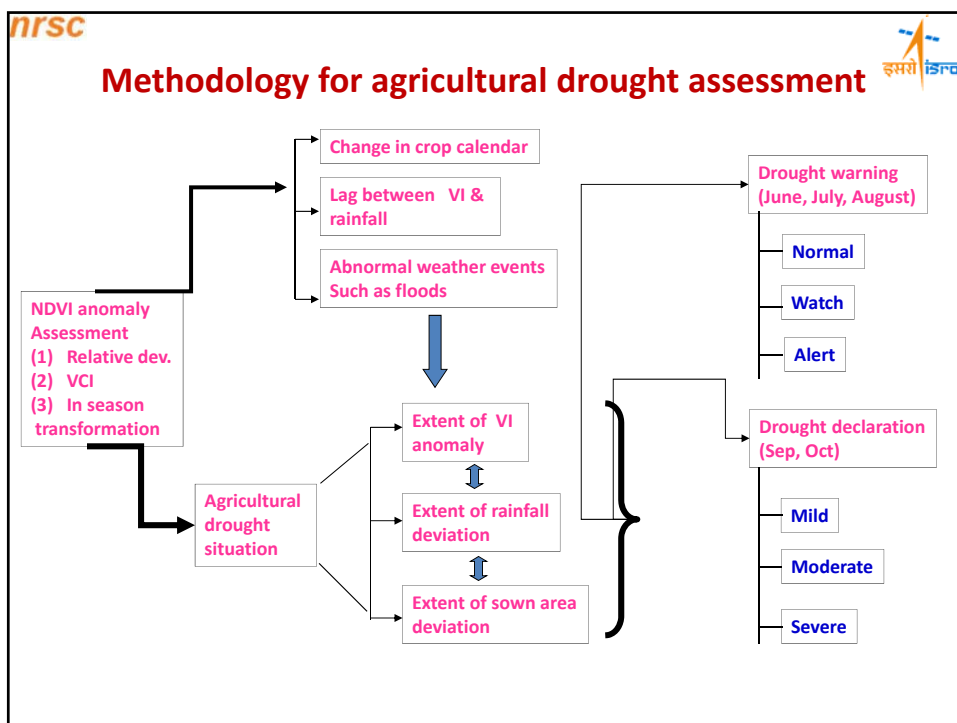 nrsc
इसरो isro
Methodology for agricultural drought assessment
Change in crop calendar
Lag between VI &
rainfall
Abnormal weather events
Such as floods
NDVI anomaly
Assessment
(1) Relative dev.
(2) VCI
(3) In season
transformation
Agricultural
drought
situation
Extent of VI
anomaly
Extent of rainfall
deviation
Extent of sown area
deviation
Drought warning
(June, July, August)
Normal
Watch
Alert
Drought declaration
(Sep, Oct)
Mild
Moderate
Severe